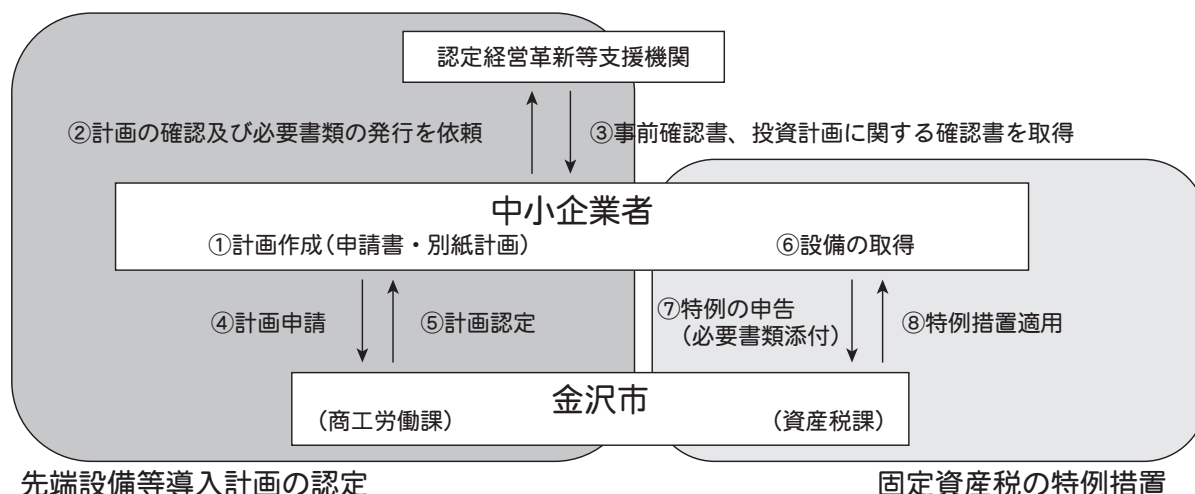 認定経営革新等支援機関
②計画の確認及び必要書類の発行を依頼
③事前確認書、投資計画に関する確認書を取得
中小企業者
①計画作成(申請書・別紙計画)
⑥設備の取得
④計画申請
⑤計画認定
⑦特例の申告
(必要書類添付)
⑧特例措置適用
金沢市
(商工労働課)
(資産税課)
先端設備等導入計画の認定
固定資産税の特例措置